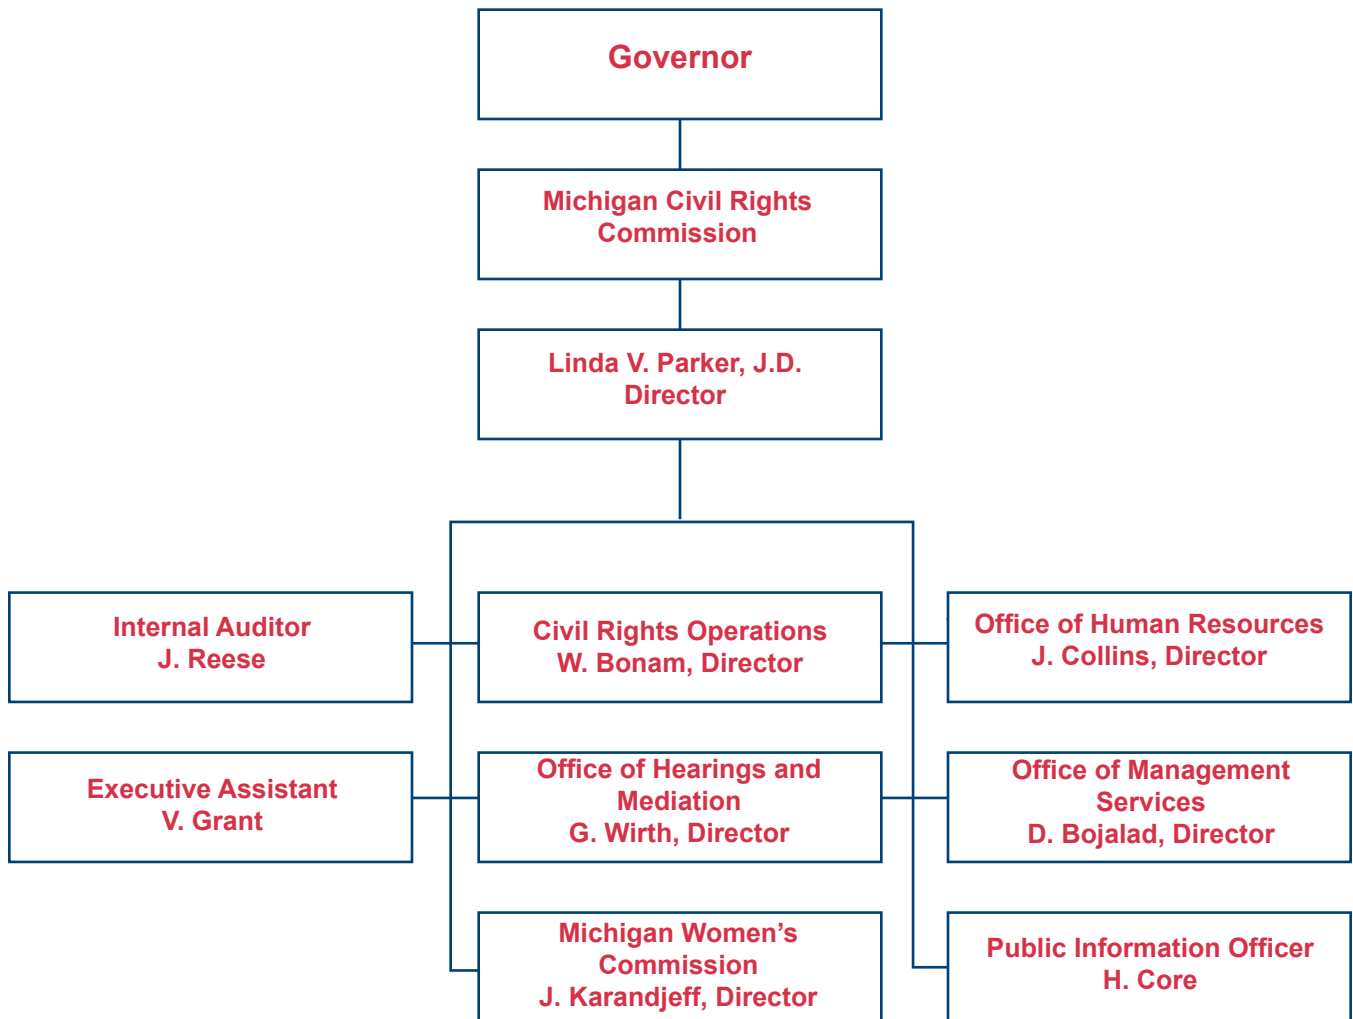 Governor
Michigan Civil Rights
Commission
Linda V. Parker, J.D.
Director
Internal Auditor
J. Reese
Civil Rights Operations
W. Bonam, Director
Office of Human Resources
J. Collins, Director
Executive Assistant
V. Grant
Office of Hearings and
Mediation
G. Wirth, Director
Office of Management
Services
D. Bojalad, Director
Michigan Women’s
Commission
J. Karandjeff, Director
Public Information Officer
H. Core